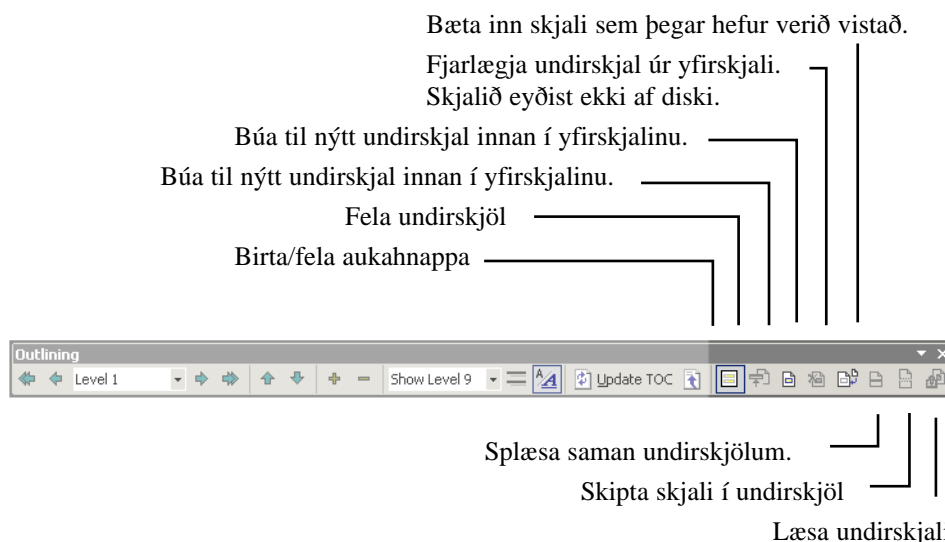 Bæta inn skjali sem þegar hefur verið vistað.
Fjarlægja undirskjal úr yfirskjali.
Skjalið eyðist ekki af diski.
Búa til nýtt undirskjal innan í yfirskjalinu.
Búa til nýtt undirskjal innan í yfirskjalinu.
Fela undirskjöl
Birta/fela aukahnappa
Outlining
Level 1 Show Level 9 Update TOC
Splæsa saman undirskjölum.
Skipta skjali í undirskjöl
Læsa undirskjali